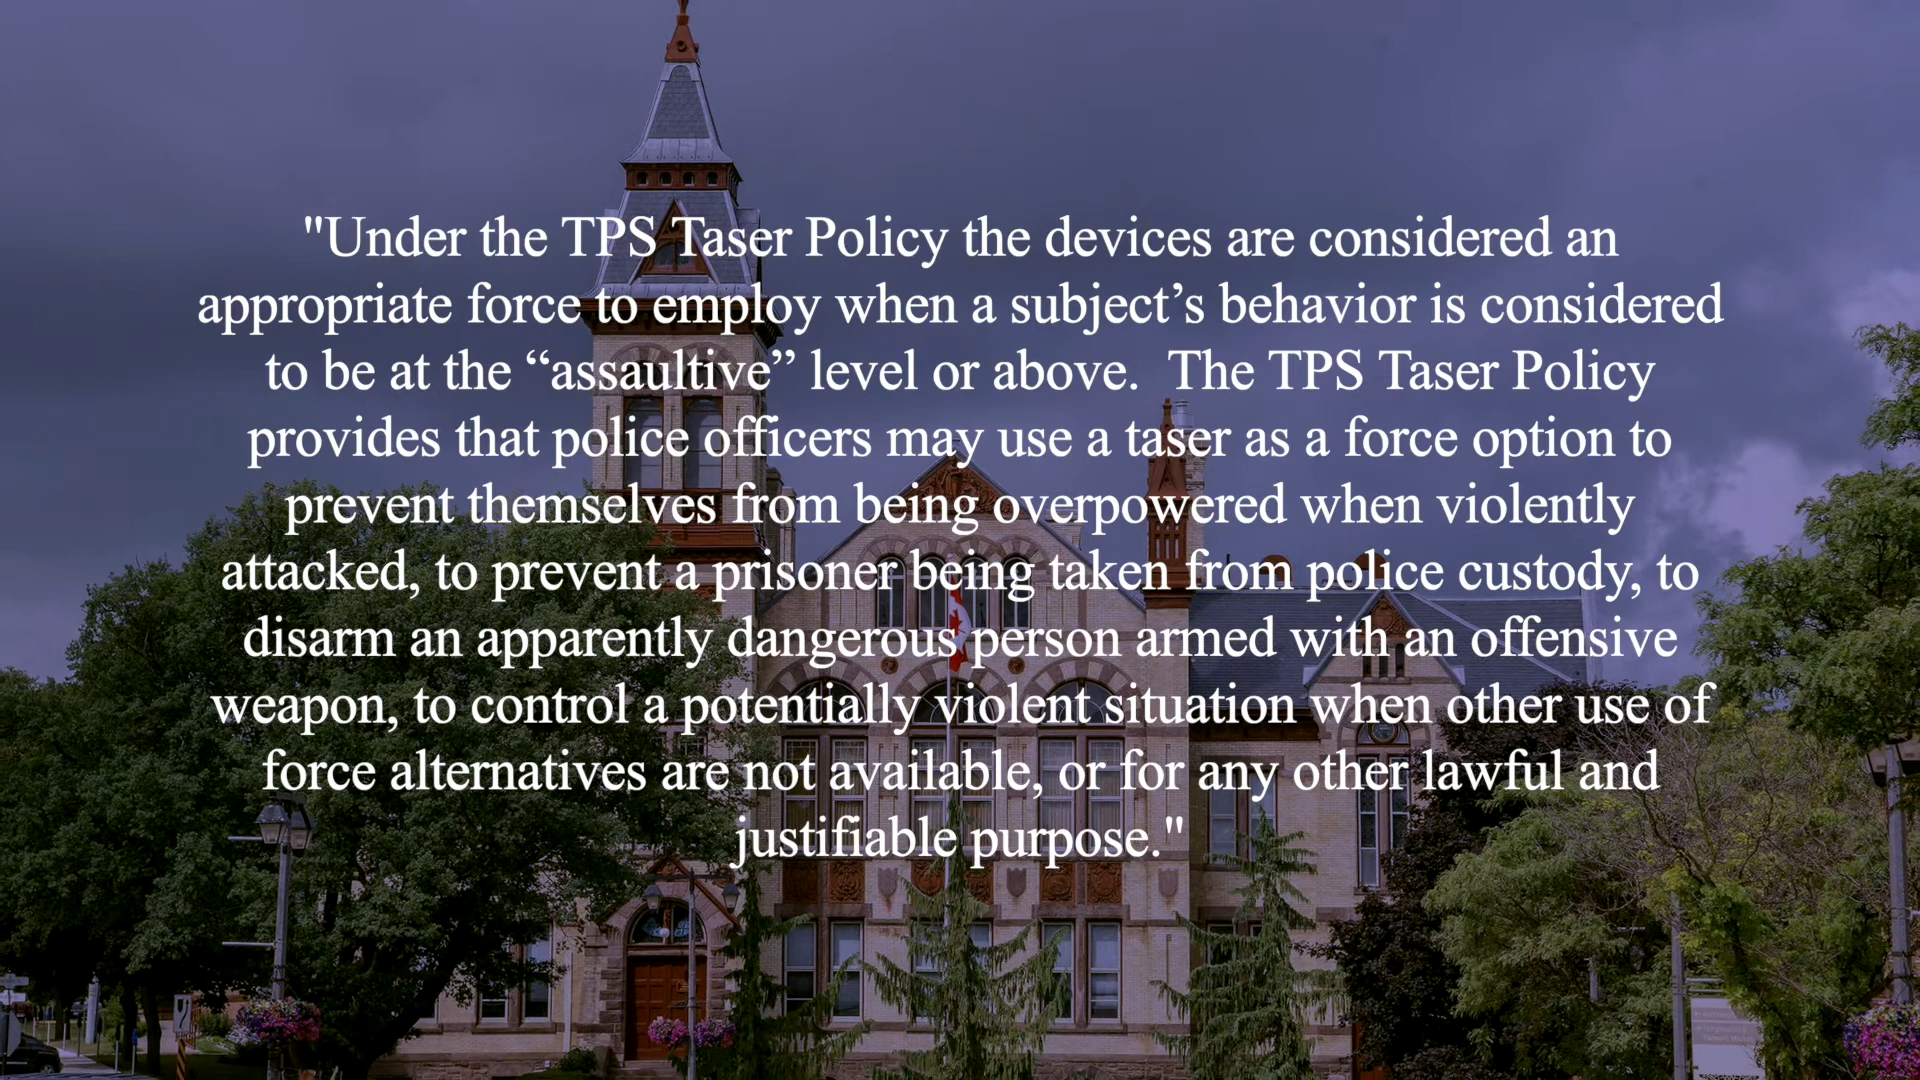 "Under the TPS Taser Policy the devices are considered an
appropriate force to employ when a subject’s behavior is considered
to be at the “assaultive” level or above.  The TPS Taser Policy
provides that police officers may use a taser as a force option to
prevent themselves from being overpowered when violently
attacked, to prevent a prisoner being taken from police custody, to
disarm an apparently dangerous person armed with an offensive
weapon, to control a potentially violent situation when other use of
force alternatives are not available, or for any other lawful and
justifiable purpose."